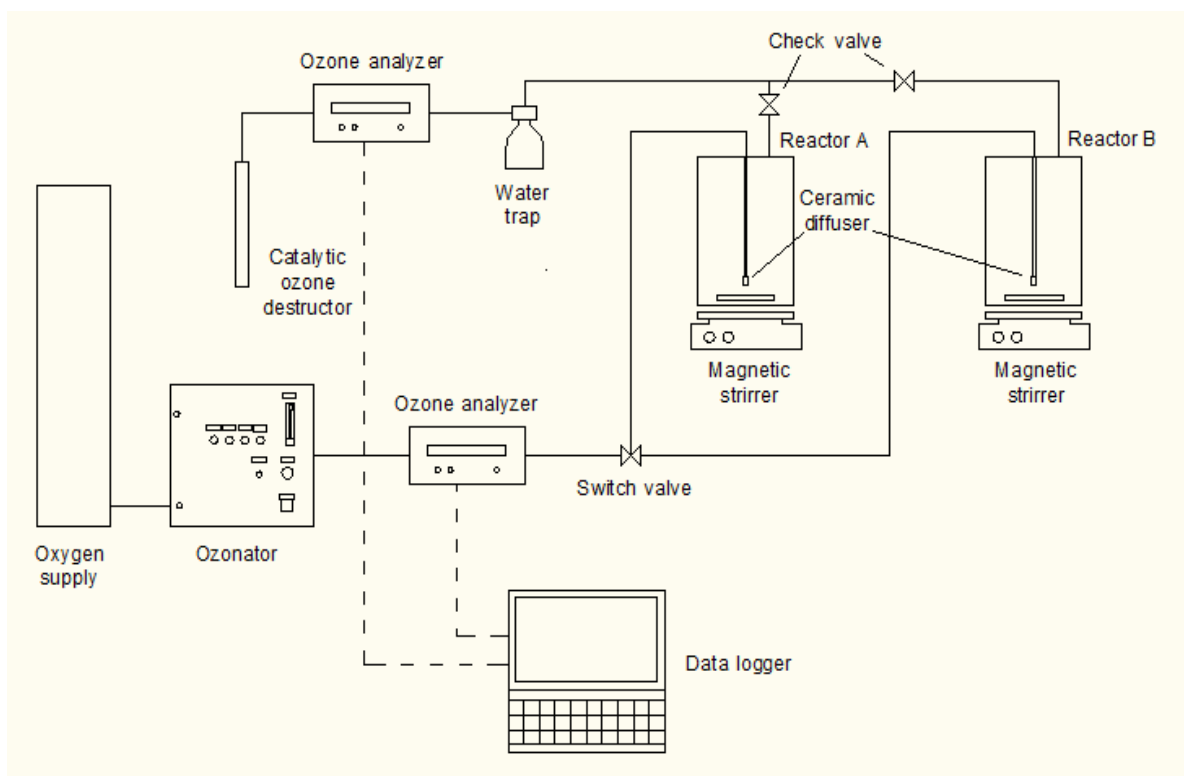 Check valve
Ozone analyzer
Reactor A
Reactor B
Water
trap
Ceramic
diffuser
Catalytic
ozone
destructor
Magnetic
strirrer
Magnetic
strirrer
Ozone analyzer
Switch valve
Oxygen
supply
Ozonator
Data logger